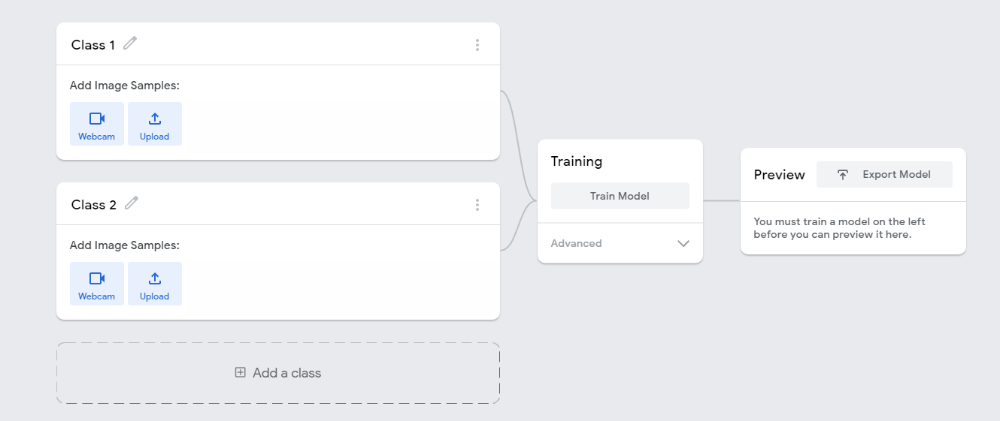 Class 1
Add Image Samples:
Webcam
Upload
Class 2
Add Image Samples:
Webcam
Upload
Add a class
Training
Train Model
Advanced
Preview
Export Model
You must train a model on the left
before you can preview it here.